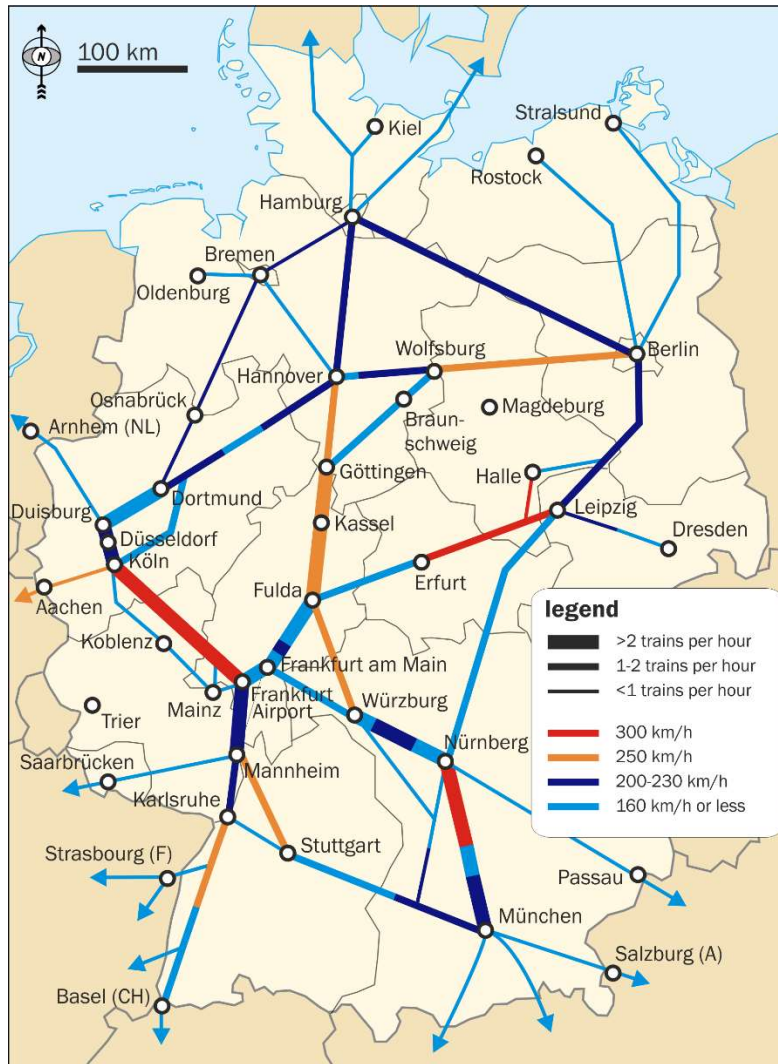 N
100 km
Kiel
Stralsund
Rostock
Hamburg
Bremen
Oldenburg
Wolfsburg
Berlin
Hannover
Osnabrück
Braun-
schweig
Magdeburg
Arnhem (NL)
Göttingen
Halle
Dortmund
Leipzig
Duisburg
Kassel
Düsseldorf
Dresden
Köln
Erfurt
Aachen
Fulda
Koblenz
Frankfurt am Main
Frankfurt
Airport
Mainz
Würzburg
Trier
Nürnberg
Saarbrücken
Mannheim
Karlsruhe
Stuttgart
Strasbourg (F)
Passau
München
Salzburg (A)
Basel (CH)
legend
>2 trains per hour
1-2 trains per hour
<1 trains per hour
300 km/h
250 km/h
200-230 km/h
160 km/h or less